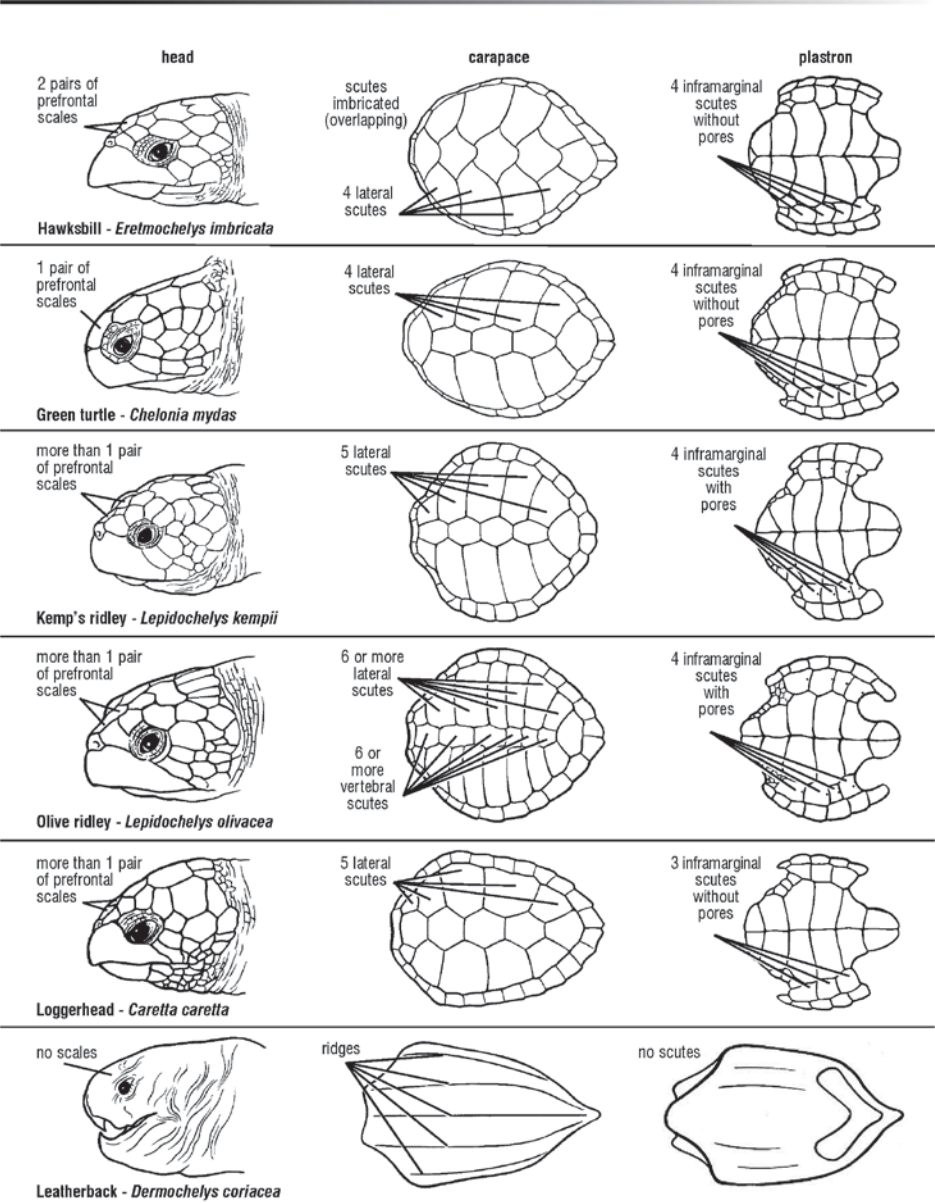 head
carapace
plastron
2 pairs of
prefrontal
scales
scutes
imbricated
(overlapping)
4 lateral
scutes
4 inframarginal
scutes
without
pores
Hawksbill - Eretmochelys imbricata
1 pair of
prefrontal
scales
4 lateral
scutes
4 inframarginal
scutes
without
pores
Green turtle - Chelonia mydas
more than 1 pair
of prefrontal
scales
5 lateral
scutes
4 inframarginal
scutes
with
pores
Kemp's ridley - Lepidochelys kempii
more than 1 pair
of prefrontal
scales
6 or more
lateral
scutes
6 or
more
vertebral
scutes
4 inframarginal
scutes
with
pores
Olive ridley - Lepidochelys olivacea
more than 1 pair
of prefrontal
scales
5 lateral
scutes
3 inframarginal
scutes
without
pores
Loggerhead - Caretta caretta
no scales
ridges
no scutes
Leatherback - Dermochelys coriacea